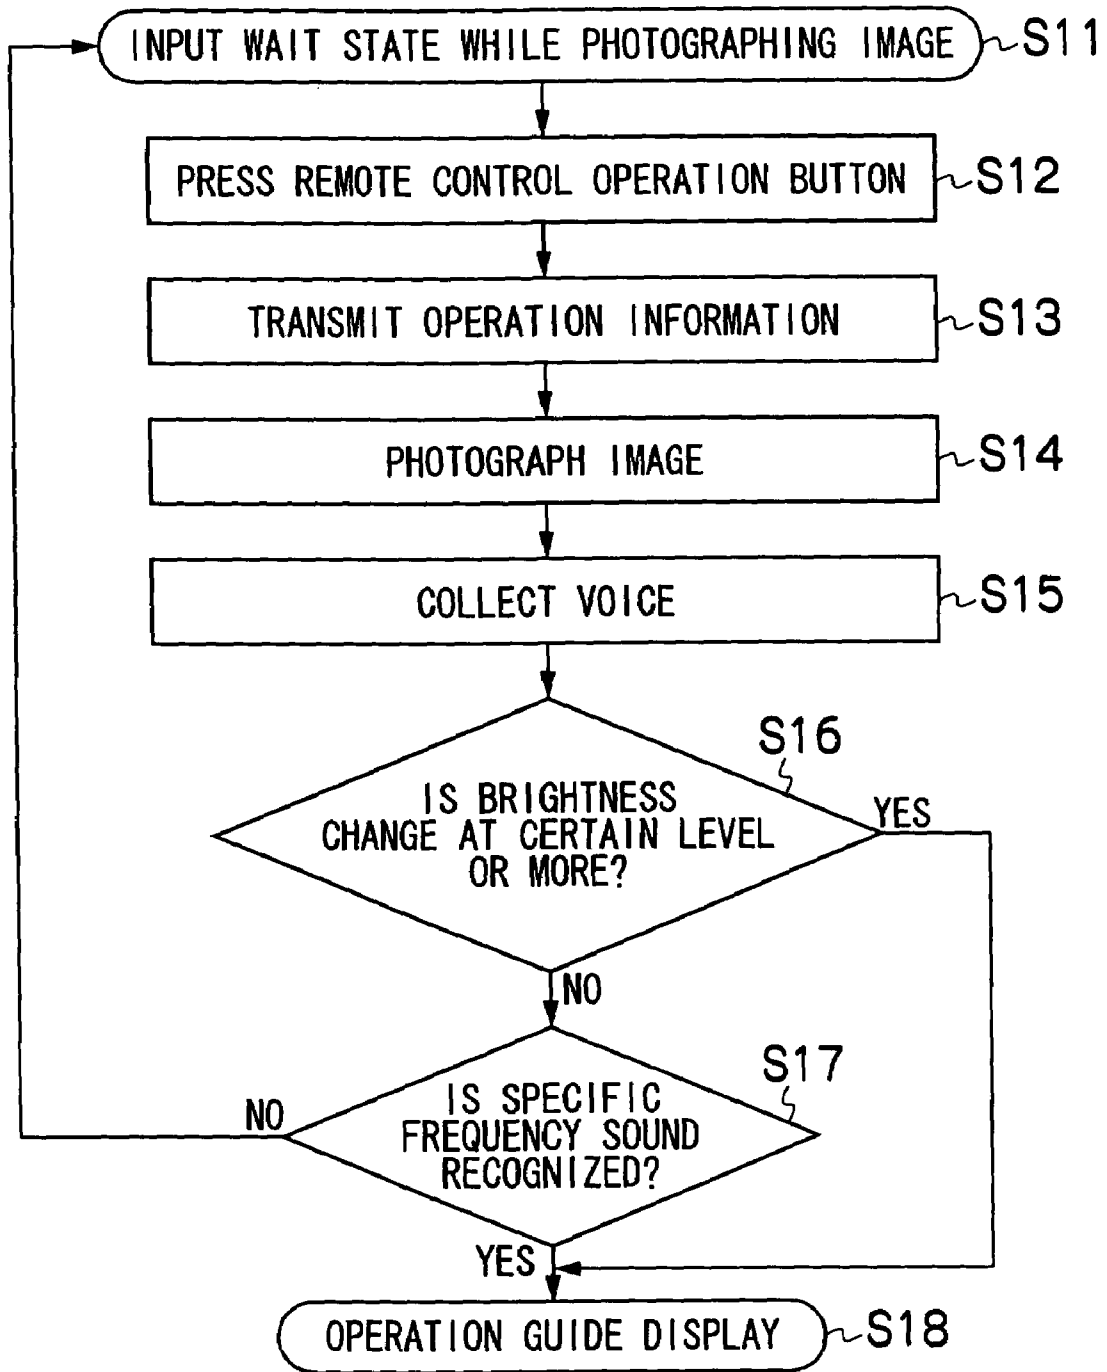 INPUT WAIT STATE WHILE PHOTOGRAPHING IMAGE S11
PRESS REMOTE CONTROL OPERATION BUTTON S12
TRANSMIT OPERATION INFORMATION S13
PHOTOGRAPH IMAGE S14
COLLECT VOICE S15
S16
IS BRIGHTNESS
CHANGE AT CERTAIN LEVEL
OR MORE?
YES
NO
S17
IS SPECIFIC
FREQUENCY SOUND
RECOGNIZED?
NO
YES
OPERATION GUIDE DISPLAY S18